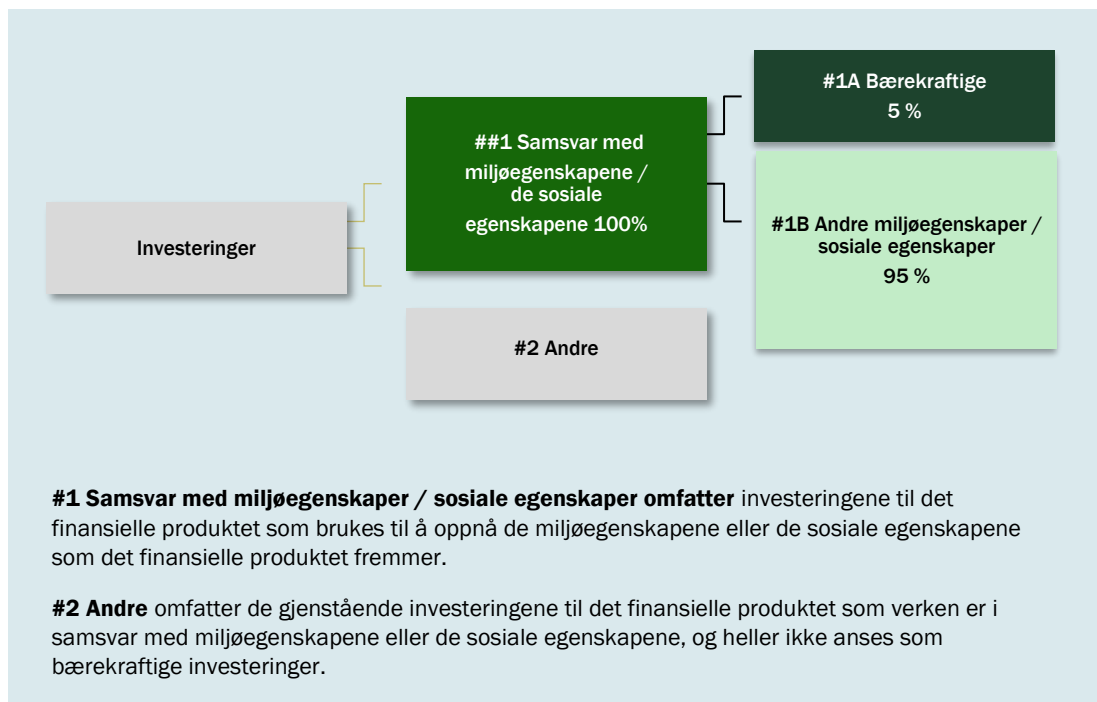 Investeringer
##1 Samsvar med
miljøegenskapene /
de sosiale
egenskapene 100%
#2 Andre
#1A Bærekraftige
5 %
#1B Andre miljøegenskaper /
sosiale egenskaper
95 %
#1 Samsvar med miljøegenskaper / sosiale egenskaper omfatter investeringene til det
finansielle produktet som brukes til å oppnå de miljøegenskapene eller de sosiale egenskapene
som det finansielle produktet fremmer.
#2 Andre omfatter de gjenstående investeringene til det finansielle produktet som verken er i
samsvar med miljøegenskapene eller de sosiale egenskapene, og heller ikke anses som
bærekraftige investeringer.